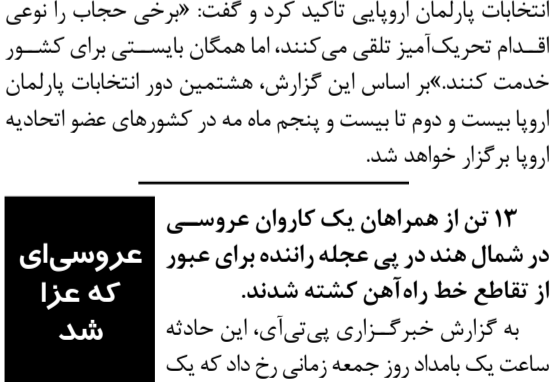 انتخابات پارلمان اروپایی تاکید کرد و گفت: «برخی حجاب را نوعی
اقدام تحریک‌آمیز تلقی می‌کنند، اما همگان بایستی برای کشور
خدمت کنند.»بر اساس این گزارش، هشتمین دور انتخابات پارلمان
اروپا بیست و دوم تا بیست و پنجم ماه مه در کشورهای عضو اتحادیه
اروپا برگزار خواهد شد.
عروسی‌ای
که عزا
شد
۱۳ تن از همراهان یک کاروان عروسی
در شمال هند در پی عجله راننده برای عبور
از تقاطع خط راه‌آهن کشته شدند.
به گزارش خبرگزاری پی‌تی‌آی، این حادثه
ساعت یک بامداد روز جمعه زمانی رخ داد که یک